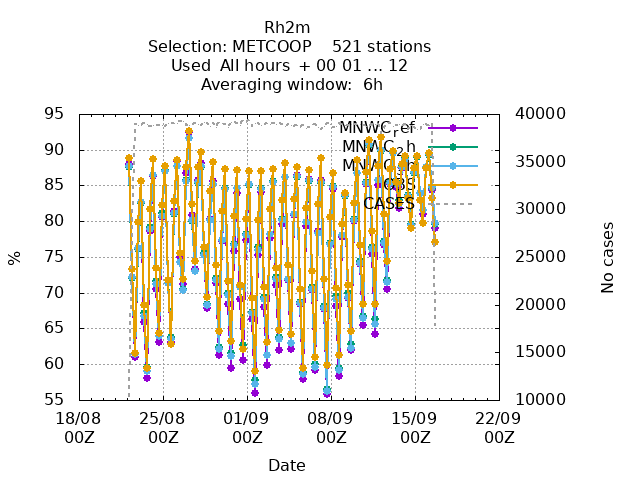 Rh2m
Selection: METCOOP 521 stations
Used All hours + 00 01 ... 12
Averaging window: 6h
95
90
85
80
75
70
65
60
55
%
40000
35000
30000
25000
20000
15000
10000
No cases
MNWC_ref
MNWC_2h
OBS
CASES
18/08 00Z
25/08 00Z
01/09 00Z
08/09 00Z
15/09 00Z
22/09 00Z
Date